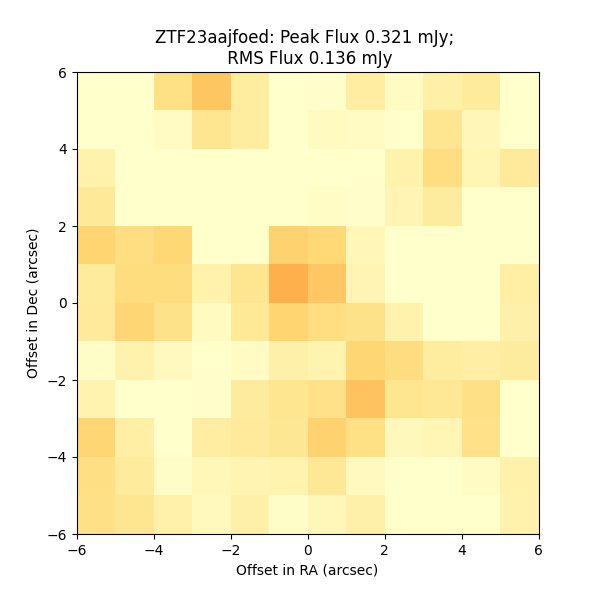 ZTF23aajfoed: Peak Flux 0.321 mJy;
RMS Flux 0.136 mJy
6
4
2
0
−2
−4
−6
Offset in Dec (arcsec)
−6 −4 −2 0 2 4 6
Offset in RA (arcsec)